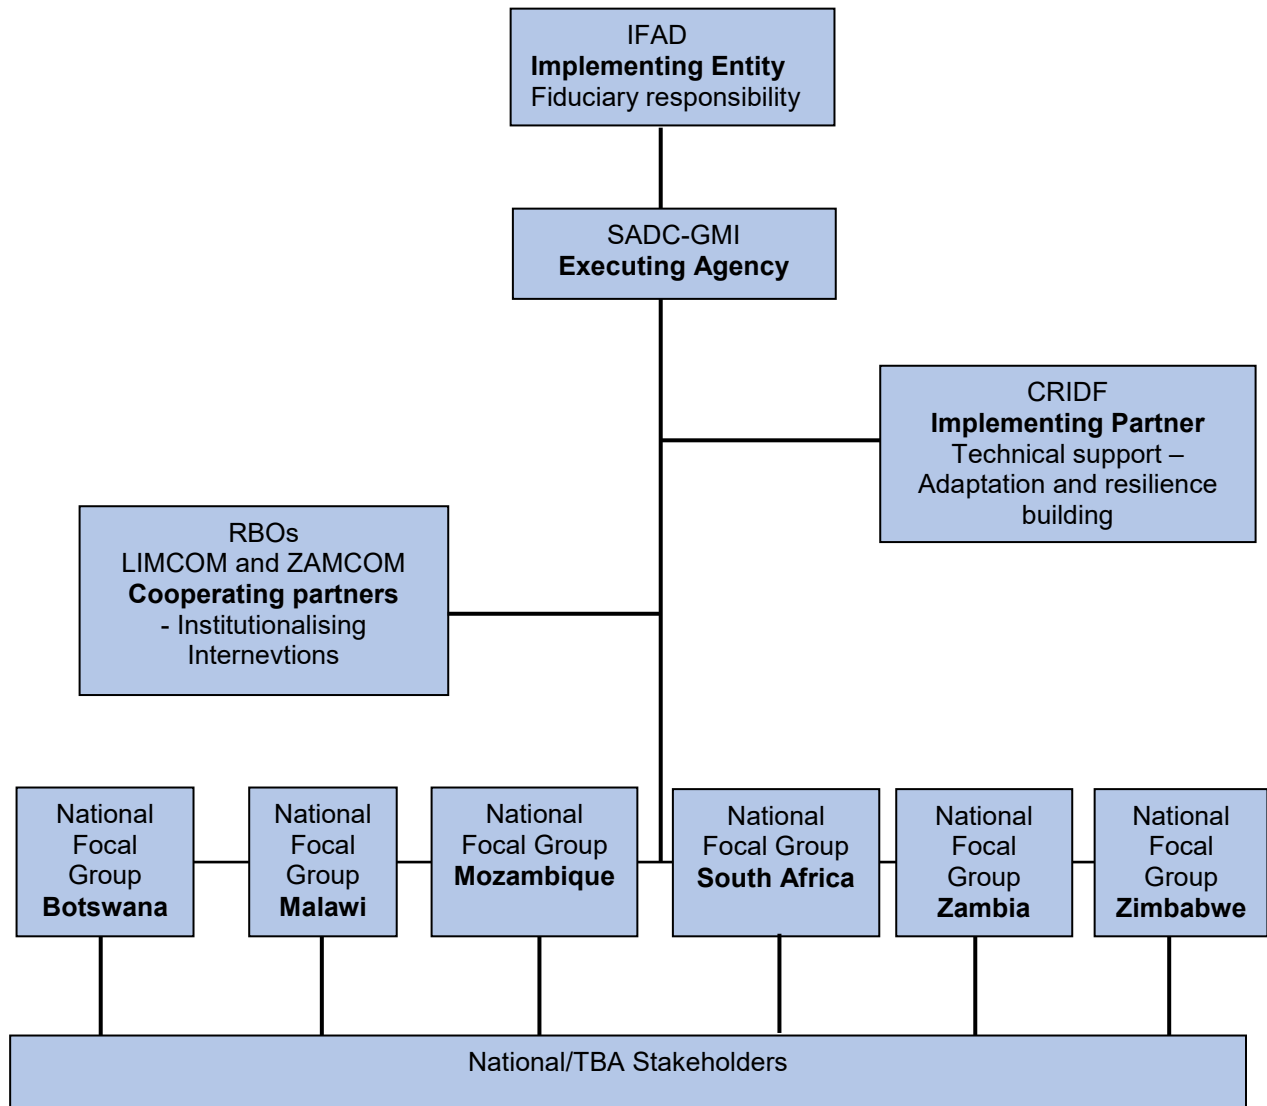 IFAD
Implementing Entity
Fiduciary responsibility
SADC-GMI
Executing Agency
CRIDF
Implementing Partner
Technical support –
Adaptation and resilience
building
RBOs
LIMCOM and ZAMCOM
Cooperating partners
- Institutionalising
Internevtions
National
Focal
Group
Botswana
National
Focal
Group
Malawi
National
Focal Group
Mozambique
National
Focal Group
South Africa
National
Focal
Group
Zambia
National
Focal
Group
Zimbabwe
National/TBA Stakeholders